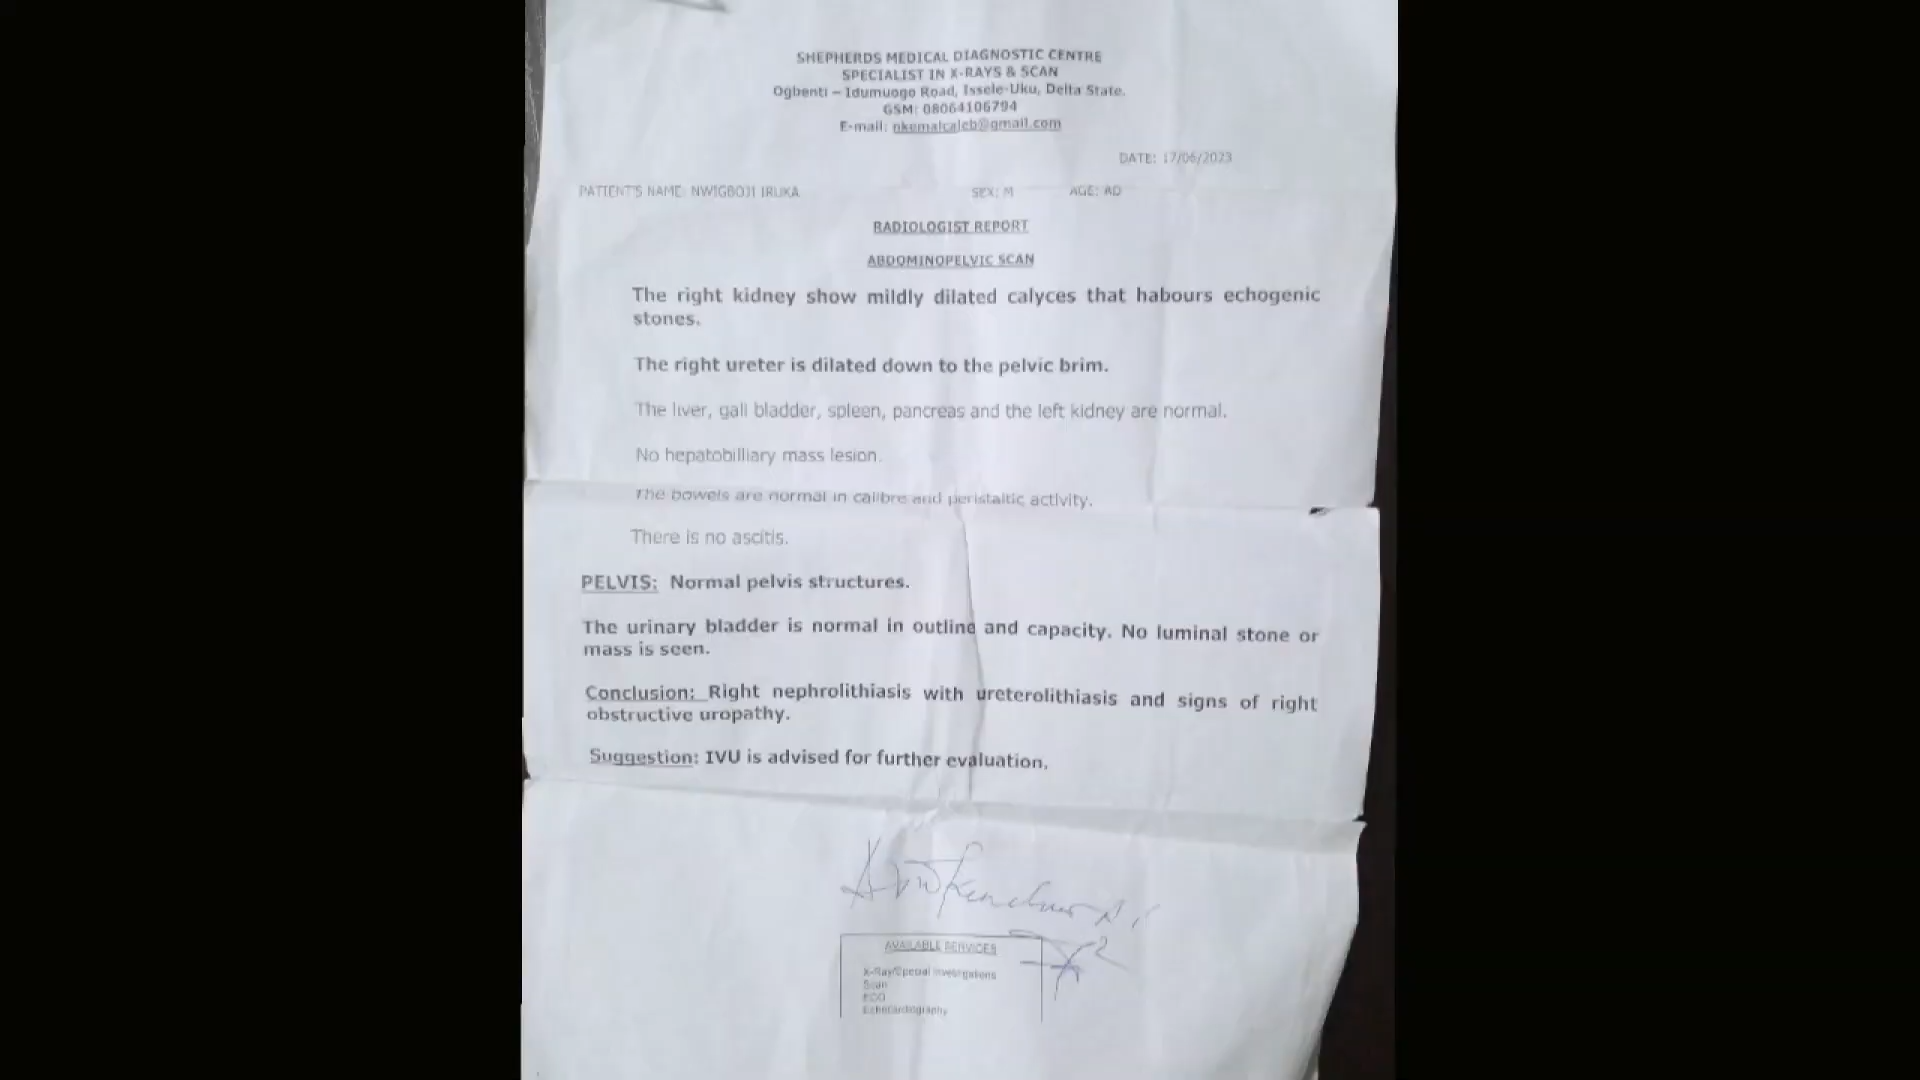 SHEPHERDS MEDICAL DIAGNOSTIC CENTRE
SPECIALIST IN X-RAYS & SCAN
Ogbenti – Idumuogo Road, Issele-Uku, Delta State.
GSM: 08064106794
E-mail: nkemalcaleb@gmail.com
DATE: 17/06/2023
PATIENT'S NAME: NWIGBOJI IRUKA SEX: M AGE: AD
RADIOLOGIST REPORT
ABDOMINOPELVIC SCAN
The right kidney show mildly dilated calyces that habours echogenic
stones.
The right ureter is dilated down to the pelvic brim.
The liver, gall bladder, spleen, pancreas and the left kidney are normal.
No hepatobilliary mass lesion.
The bowels are normal in calibre and peristaltic activity.
There is no ascitis.
PELVIS: Normal pelvis structures.
The urinary bladder is normal in outline and capacity. No luminal stone or
mass is seen.
Conclusion: Right nephrolithiasis with ureterolithiasis and signs of right
obstructive uropathy.
Suggestion: IVU is advised for further evaluation.
AVAILABLE SERVICES
X-Ray/Special Investigations
Scan
ECG
Echocardiography